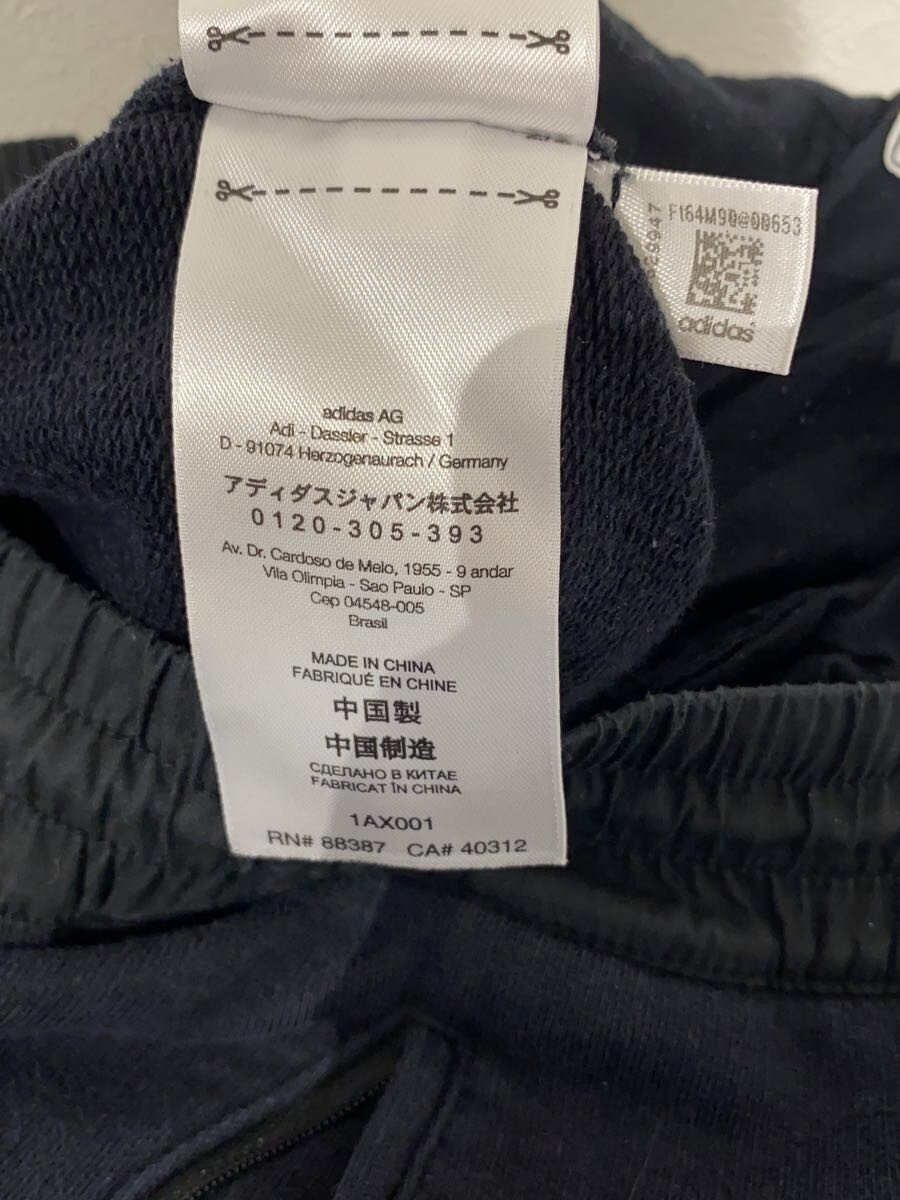 adidas AG
Adi - Dassler - Strasse 1
D - 91074 Herzogenaurach / Germany
アディダスジャパン株式会社
0120-305-393
Av. Dr. Cardoso de Melo, 1955 - 9 andar
Vila Olimpia - Sao Paulo - SP
Cep 04548-005
Brasil
MADE IN CHINA
FABRIQUÉ EN CHINE
中国製
中国制造
СДЕЛАНО В КИТАЕ
FABRICAT ÎN CHINA
1AX001
RN# 88387 CA# 40312
Ft64M90@00653
adidas